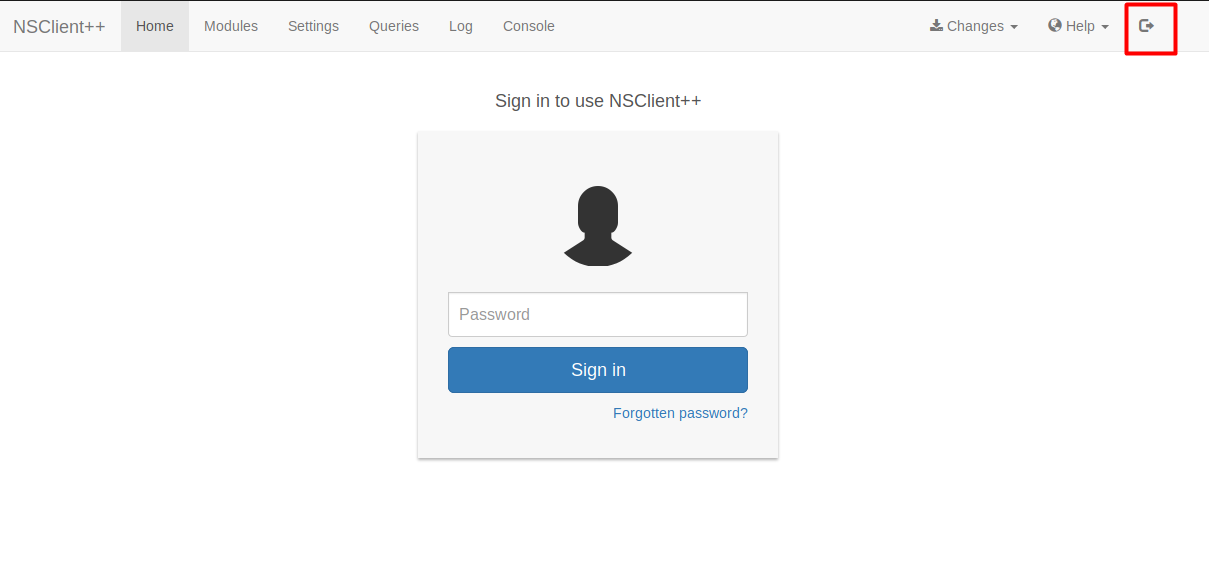 NSClient++ Home Modules Settings Queries Log Console Changes Help
Sign in to use NSClient++
Password
Sign in
Forgotten password?